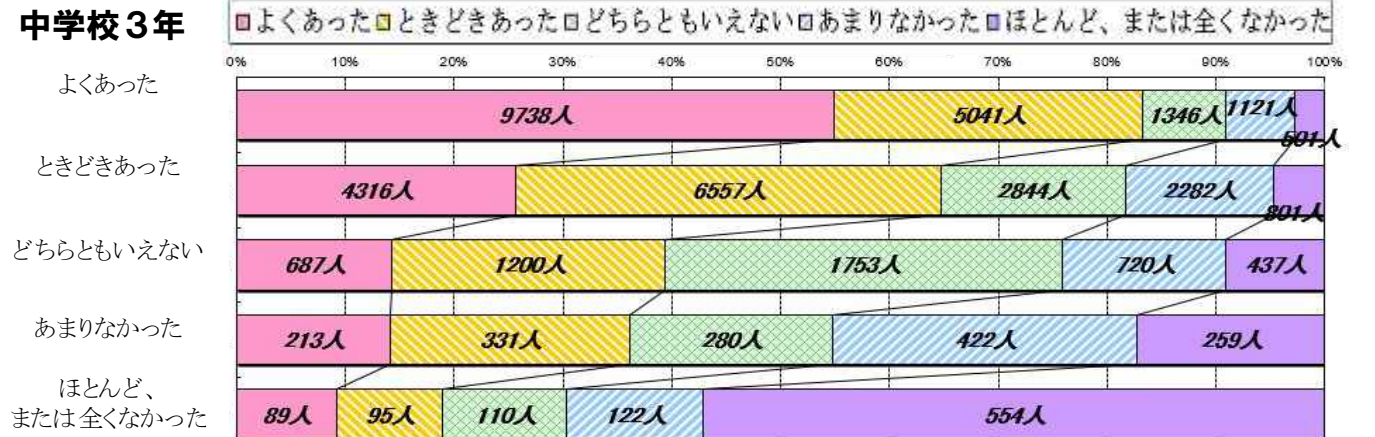 中学校３年
よくあった ときどきあった どちらともいえない あまりなかった ほとんど、または全くなかった
0% 10% 20% 30% 40% 50% 60% 70% 80% 90% 100%
よくあった
9738人 5041人 1346人 1121人 501人
ときどきあった
4316人 6557人 2844人 2282人 801人
どちらともいえない
687人 1200人 1753人 720人 437人
あまりなかった
213人 331人 280人 422人 259人
ほとんど、
または全くなかった
89人 95人 110人 122人 554人